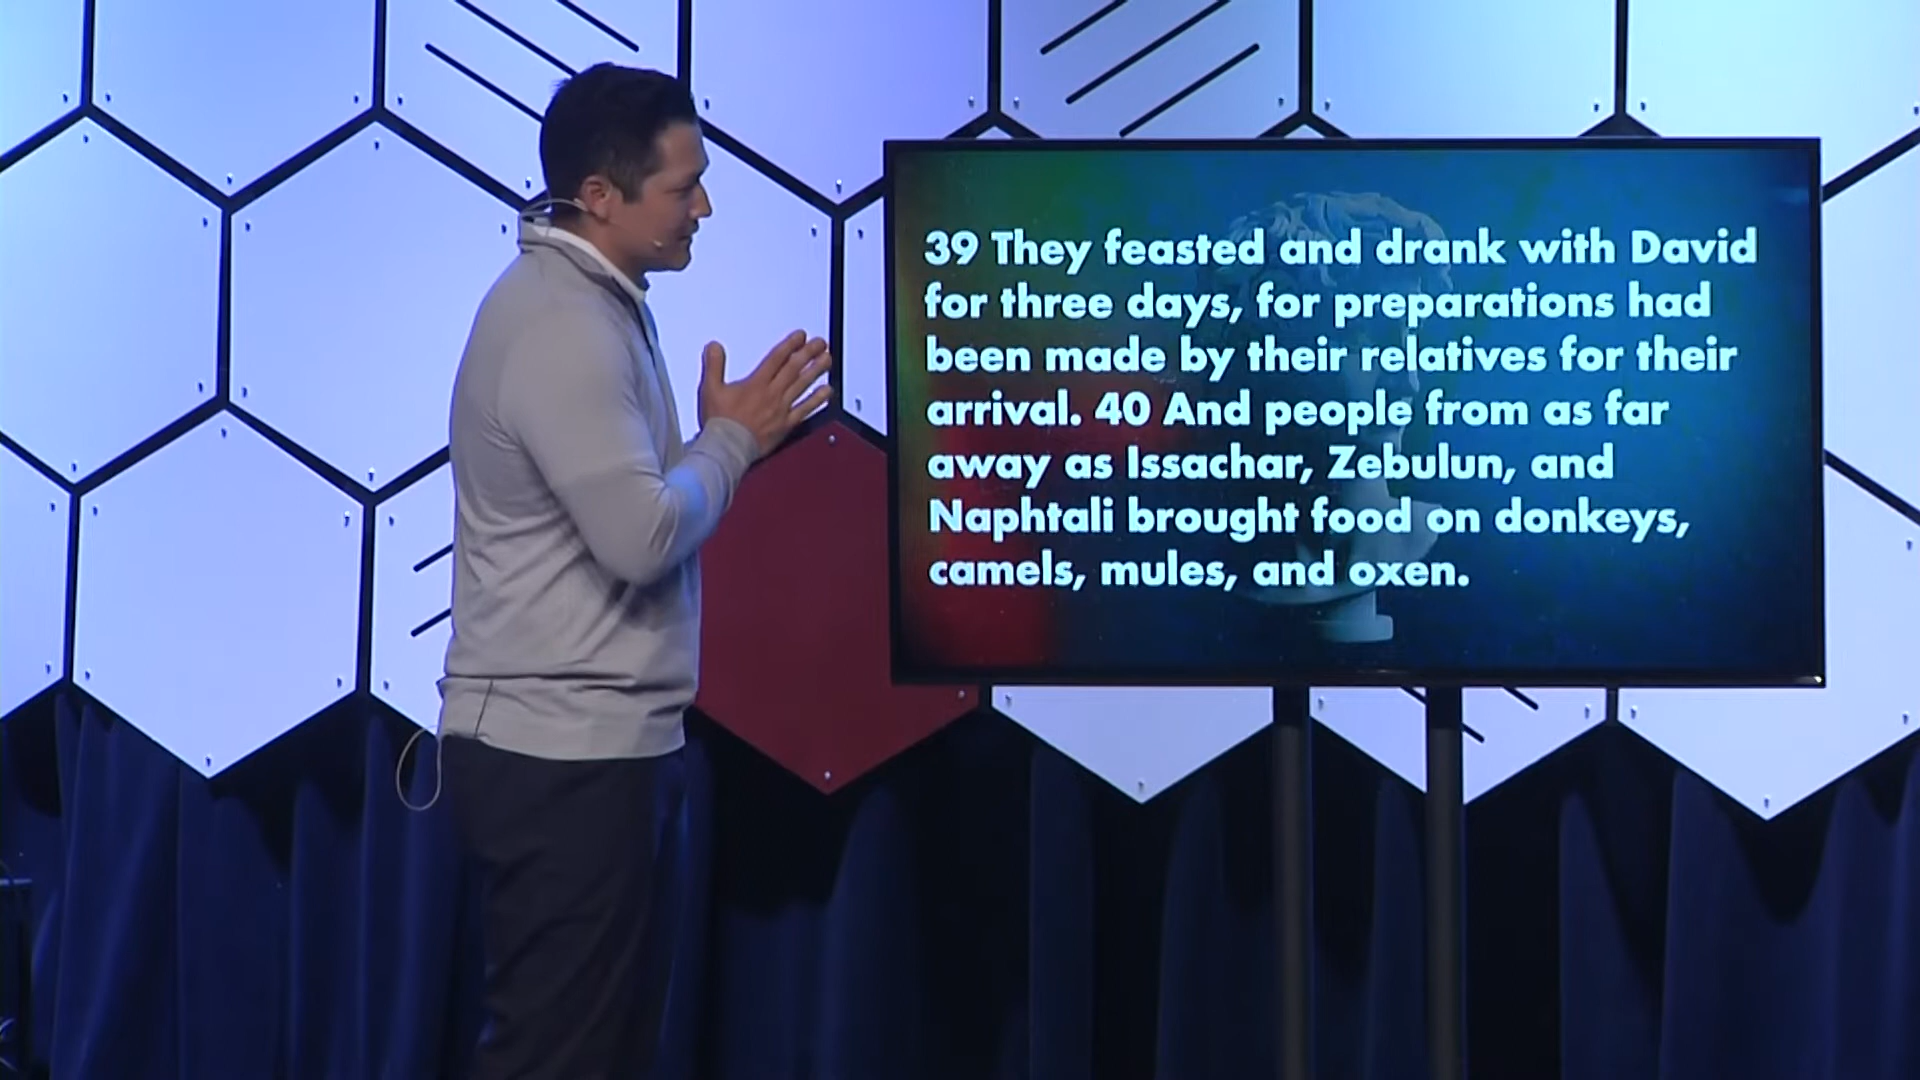 39 They feasted and drank with David
for three days, for preparations had
been made by their relatives for their
arrival. 40 And people from as far
away as Issachar, Zebulun, and
Naphtali brought food on donkeys,
camels, mules, and oxen.